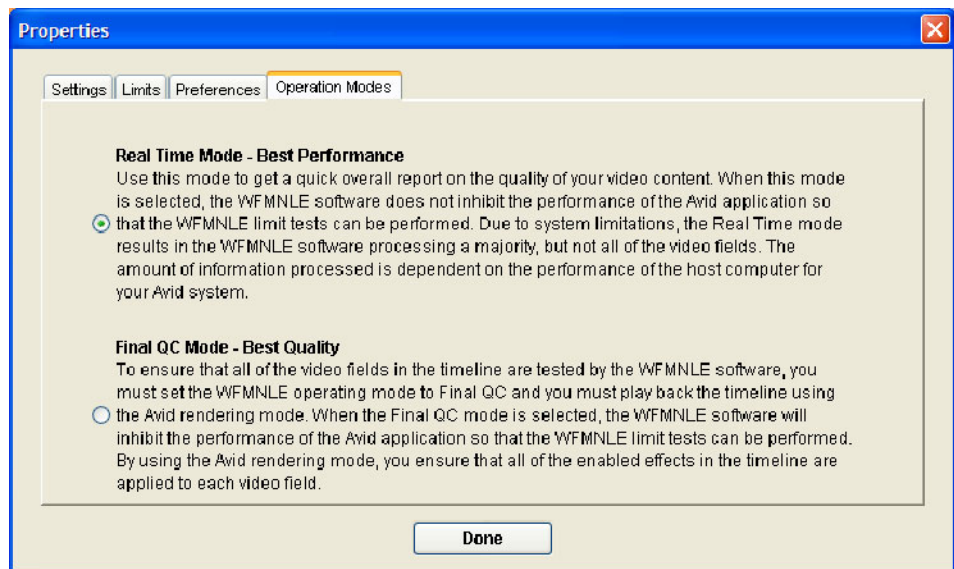 Properties
Settings Limits Preferences Operation Modes
Real Time Mode - Best Performance
Use this mode to get a quick overall report on the quality of your video content. When this mode
is selected, the WFMNLE software does not inhibit the performance of the Avid application so
that the WFMNLE limit tests can be performed. Due to system limitations, the Real Time mode
results in the WFMNLE software processing a majority, but not all of the video fields. The
amount of information processed is dependent on the performance of the host computer for
your Avid system.
Final QC Mode - Best Quality
To ensure that all of the video fields in the timeline are tested by the WFMNLE software, you
must set the WFMNLE operating mode to Final QC and you must play back the timeline using
the Avid rendering mode. When the Final QC mode is selected, the WFMNLE software will
inhibit the performance of the Avid application so that the WFMNLE limit tests can be performed.
By using the Avid rendering mode, you ensure that all of the enabled effects in the timeline are
applied to each video field.
Done